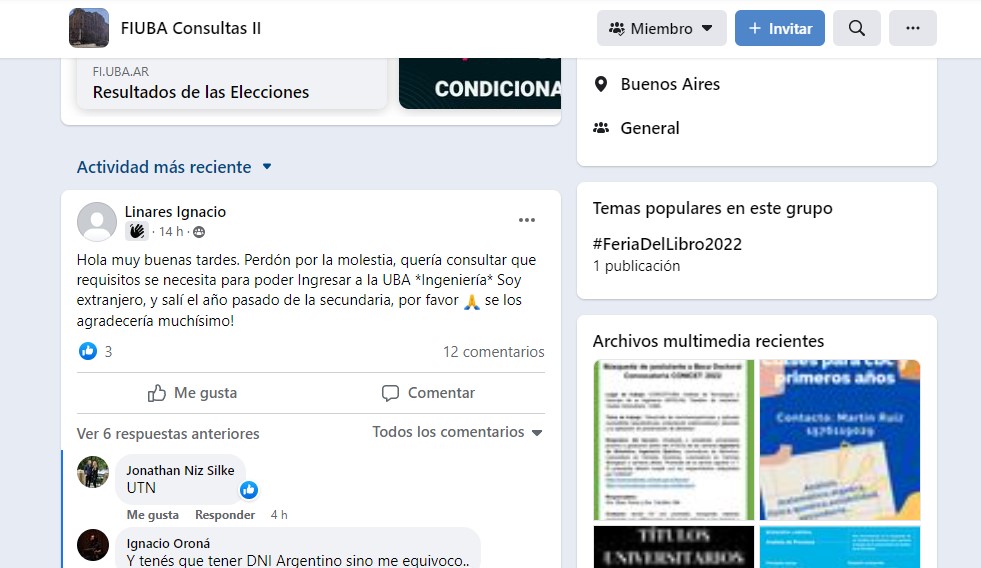 FIUBA Consultas II
Miembro
+ Invitar
FI.UBA.AR
Resultados de las Elecciones
CONDICIONA
Buenos Aires
General
Actividad más reciente
Linares Ignacio
· 14 h ·
Hola muy buenas tardes. Perdón por la molestia, quería consultar que
requisitos se necesita para poder Ingresar a la UBA *Ingeniería* Soy
extranjero, y salí el año pasado de la secundaria, por favor 🙏 se los
agradecería muchísimo!
3
12 comentarios
Me gusta
Comentar
Ver 6 respuestas anteriores
Todos los comentarios
Jonathan Niz Silke
UTN
Me gusta Responder 4 h
Ignacio Oroná
Y tenés que tener DNI Argentino sino me equivoco..
Temas populares en este grupo
#FeriaDelLibro2022
1 publicación
Archivos multimedia recientes
Búsqueda de postulante a Beca Doctoral
Convocatoria CONICET 2022
clases para CBC y
primeros años
Contacto: Martín Ruiz
1576119029
TÍTULOS
UNIVERSITARIOS